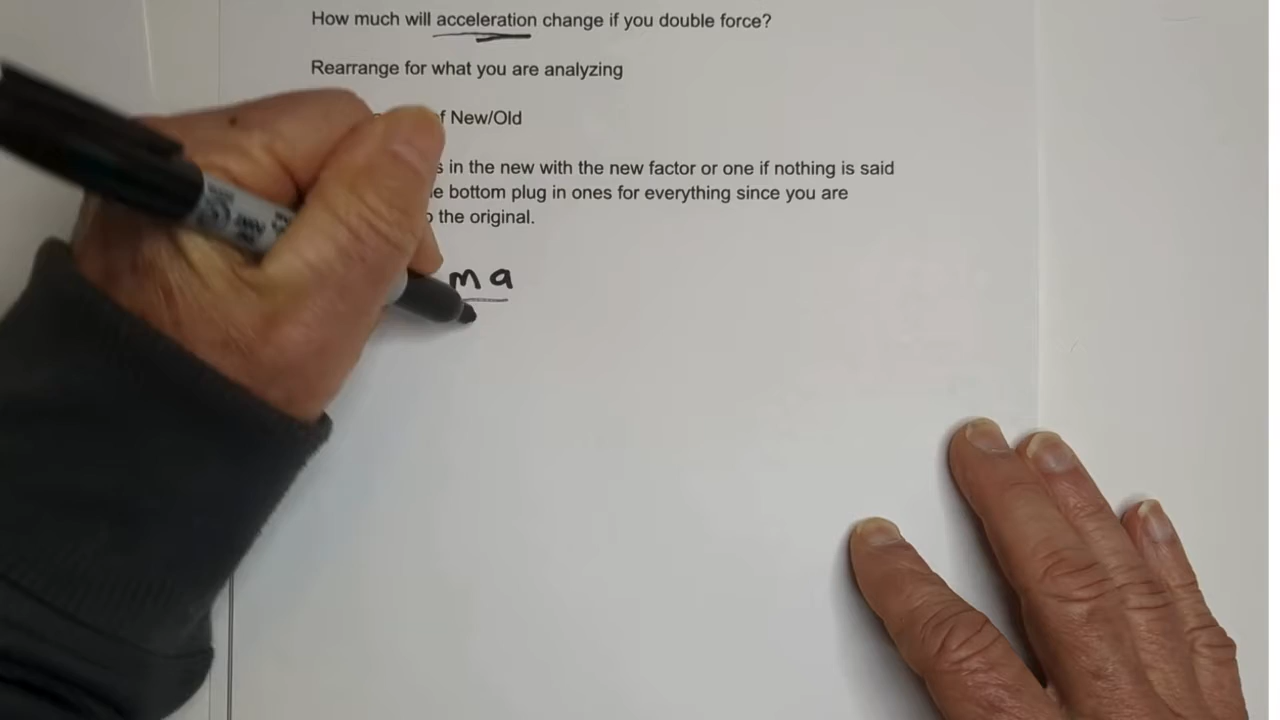 How much will acceleration change if you double force?
Rearrange for what you are analyzing
f New/Old
s in the new with the new factor or one if nothing is said
e bottom plug in ones for everything since you are
o the original.
ma